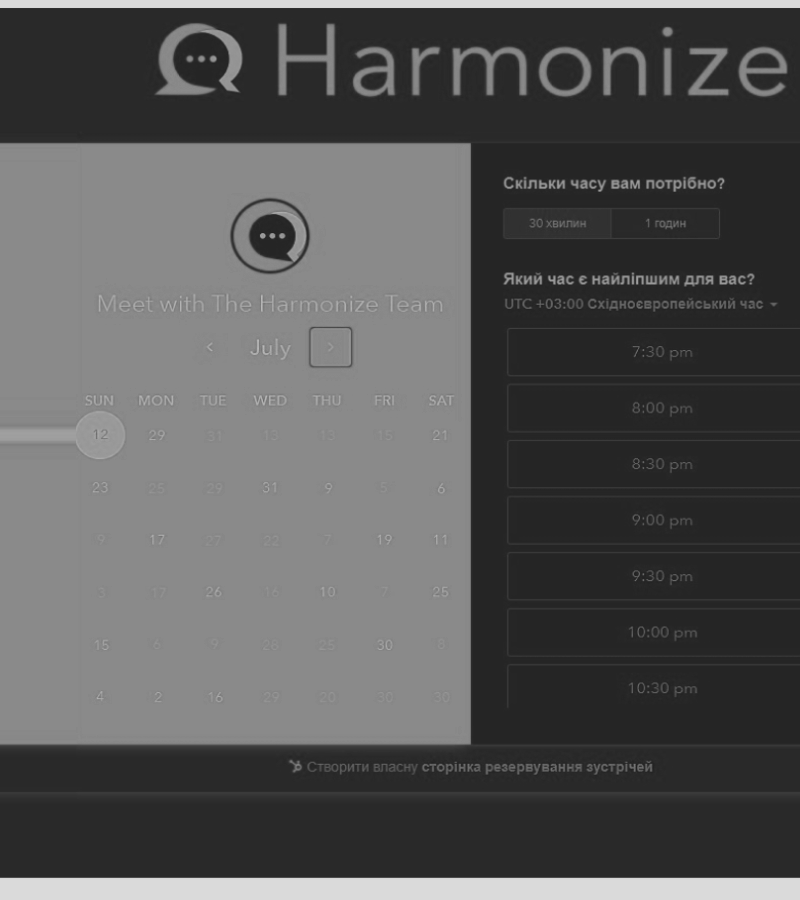 Harmonize
Meet with The Harmonize Team
< July >
SUN MON TUE WED THU FRI SAT
12 29 31 13 13 15 21
23 25 29 31 9 5 6
9 17 27 22 7 19 11
3 17 26 16 10 7 25
15 6 9 28 25 30 8
4 2 16 29 20 30 30
Скільки часу вам потрібно?
30 хвилин 1 годин
Який час є найліпшим для вас?
UTC +03:00 Східноєвропейський час
7:30 pm
8:00 pm
8:30 pm
9:00 pm
9:30 pm
10:00 pm
10:30 pm
Створити власну сторінка резервування зустрічей